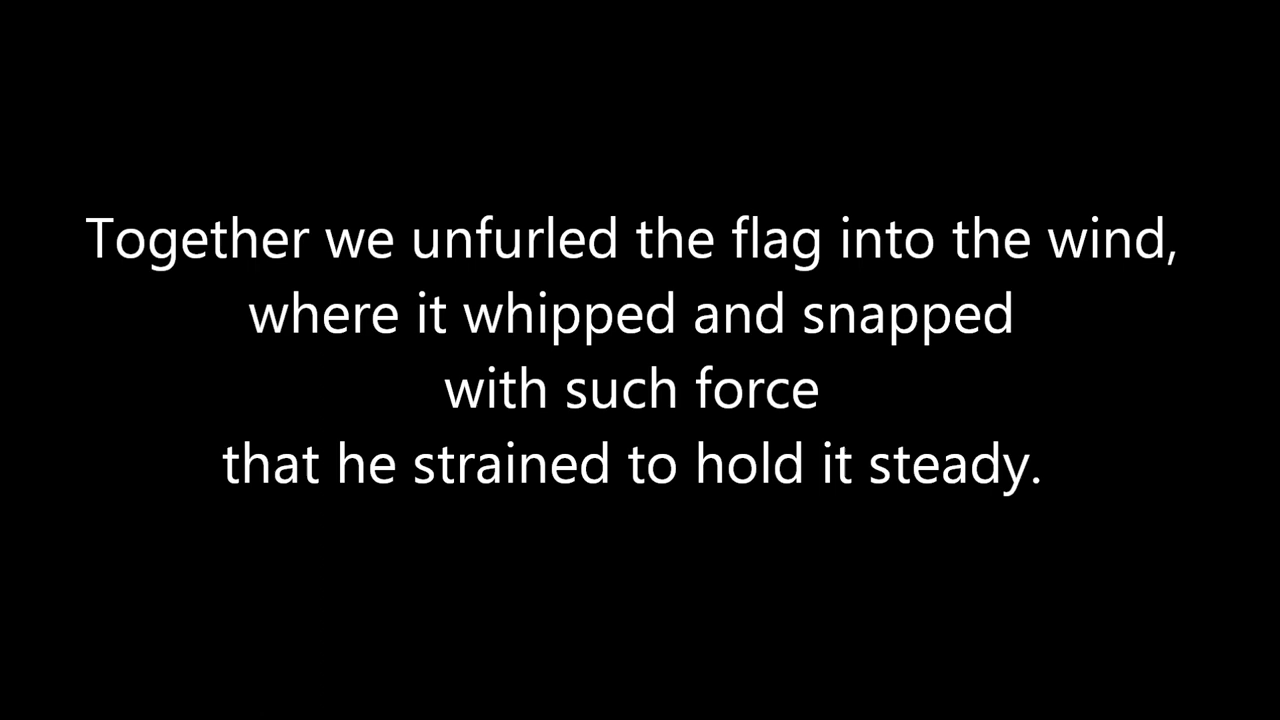 Together we unfurled the flag into the wind,
where it whipped and snapped
with such force
that he strained to hold it steady.